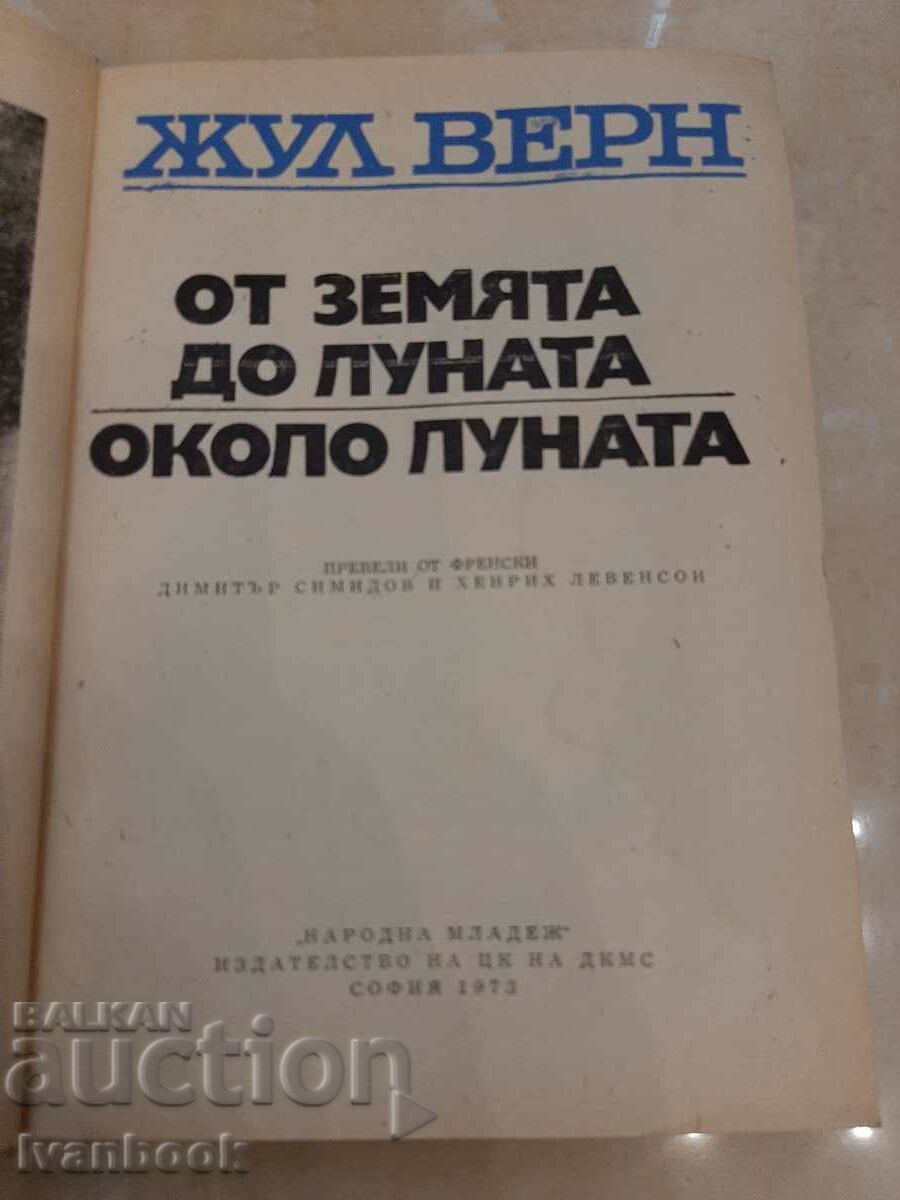 ЖУЛ ВЕРН
ОТ ЗЕМЯТА
ДО ЛУНАТА
ОКОЛО ЛУНАТА
ПРЕВЕЛИ ОТ ФРЕНСКИ
ДИМИТЪР СИМИДОВ И ХЕНРИХ ЛЕВЕНСОН
„НАРОДНА МЛАДЕЖ“
ИЗДАТЕЛСТВО НА ЦК НА ДКМС
СОФИЯ 1973
BALKAN
auction
Ivanbook